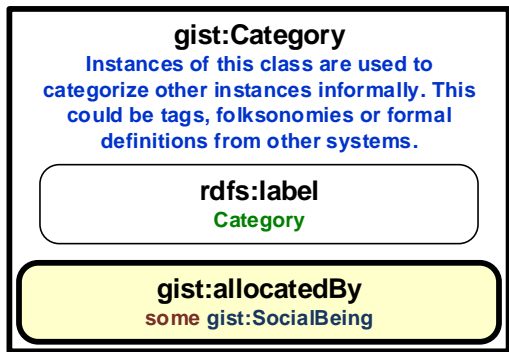 gist:Category
Instances of this class are used to
categorize other instances informally. This
could be tags, folksonomies or formal
definitions from other systems.
rdfs:label
Category
gist:allocatedBy
some gist:SocialBeing